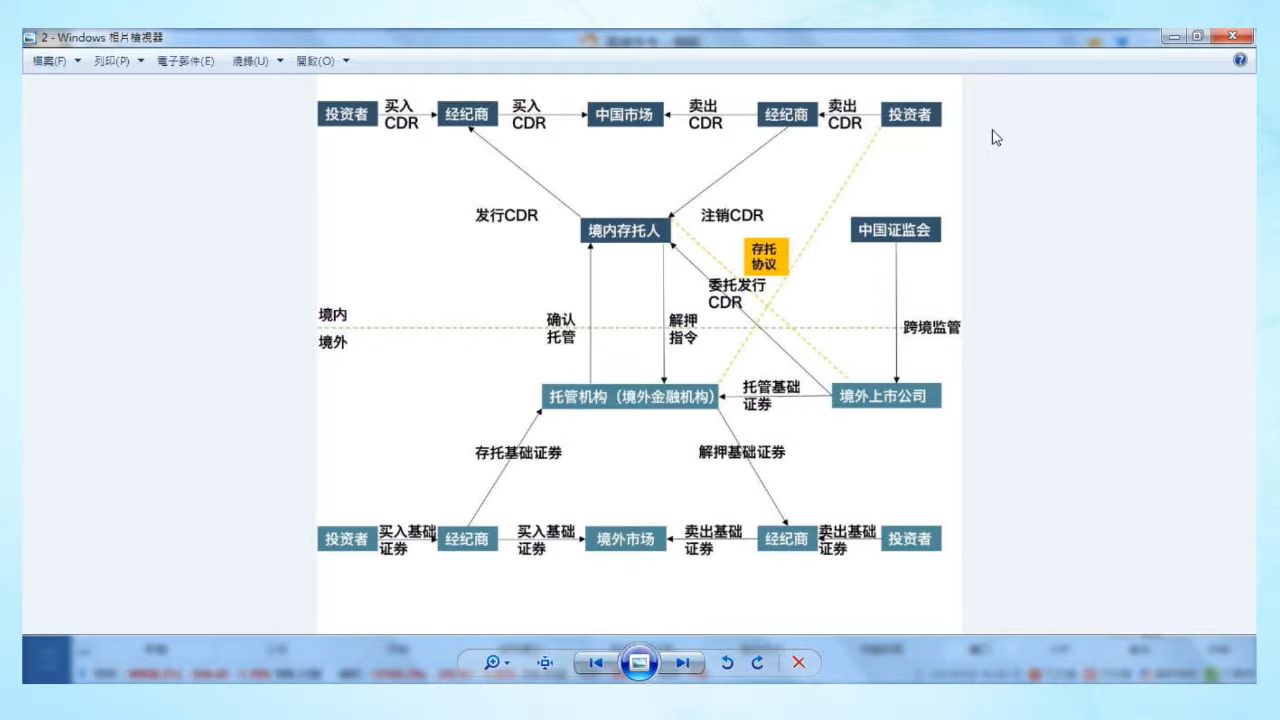 2 - Windows 相片檢視器
檔案(F) 列印(P) 電子郵件(E) 燒錄(U) 開啟(O)
投资者 买入 CDR 经纪商 买入 CDR 中国市场 卖出 CDR 经纪商 卖出 CDR 投资者
发行CDR
注销CDR
境内存托人
中国证监会
存托
协议
委托发行
CDR
境内
境外
确认
托管
解押
指令
跨境监管
托管机构（境外金融机构）
托管基础
证券
境外上市公司
存托基础证券
解押基础证券
投资者 买入基础 证券 经纪商 买入基础 证券 境外市场 卖出基础 证券 经纪商 卖出基础 证券 投资者